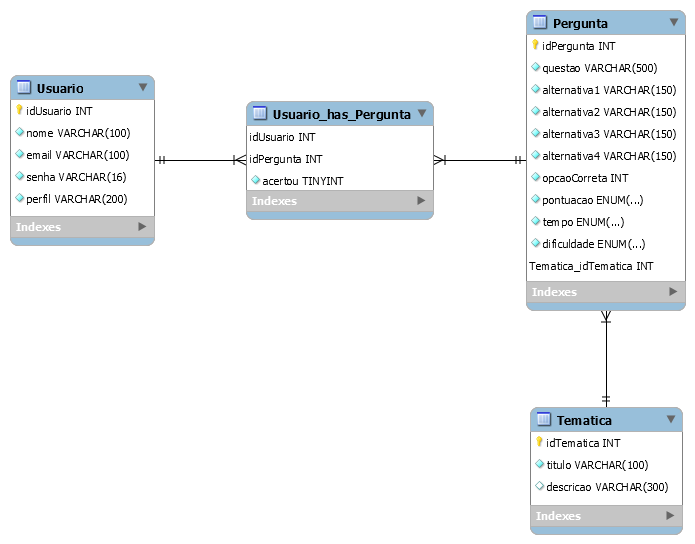 Usuario
idUsuario INT
nome VARCHAR(100)
email VARCHAR(100)
senha VARCHAR(16)
perfil VARCHAR(200)
Indexes
Usuario_has_Pergunta
idUsuario INT
idPergunta INT
acertou TINYINT
Indexes
Pergunta
idPergunta INT
questao VARCHAR(500)
alternativa1 VARCHAR(150)
alternativa2 VARCHAR(150)
alternativa3 VARCHAR(150)
alternativa4 VARCHAR(150)
opcaoCorreta INT
pontuacao ENUM(...)
tempo ENUM(...)
dificuldade ENUM(...)
Tematica_idTematica INT
Indexes
Tematica
idTematica INT
titulo VARCHAR(100)
descricao VARCHAR(300)
Indexes